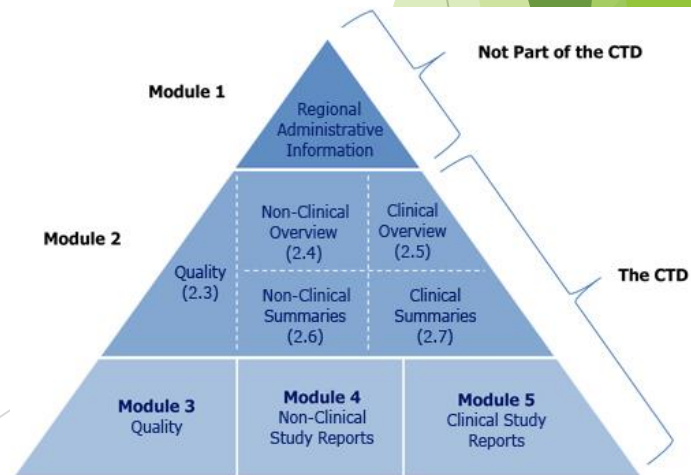 Not Part of the CTD
Module 1
Regional
Administrative
Information
Module 2
Non-Clinical
Overview
(2.4)
Clinical
Overview
(2.5)
Quality
(2.3)
The CTD
Non-Clinical
Summaries
(2.6)
Clinical
Summaries
(2.7)
Module 3
Quality
Module 4
Non-Clinical
Study Reports
Module 5
Clinical Study
Reports